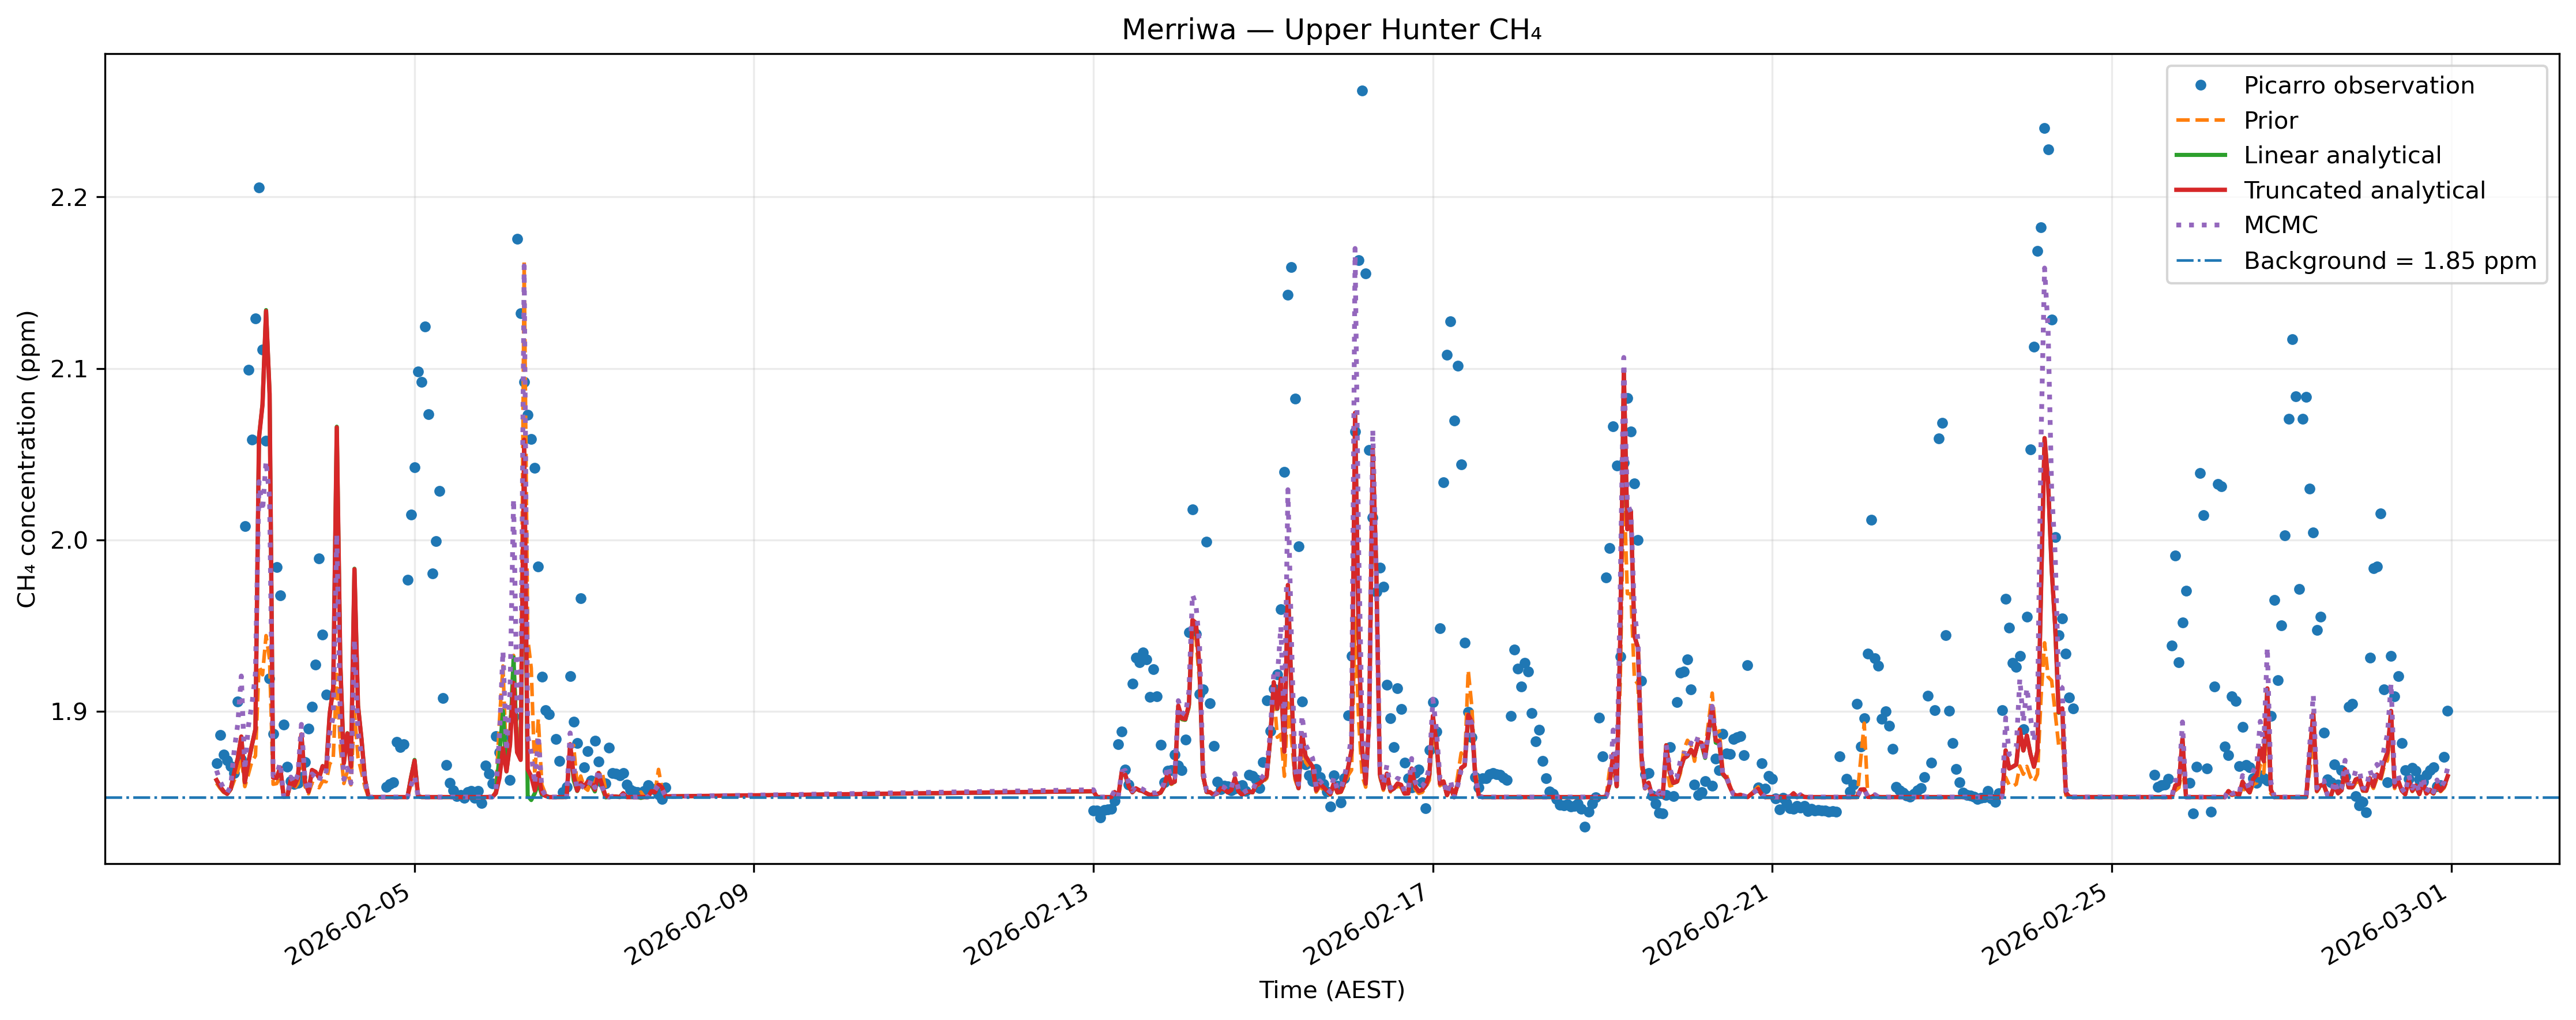 Merriwa — Upper Hunter CH₄
CH₄ concentration (ppm)
2.2
2.1
2.0
1.9
Picarro observation
Prior
Linear analytical
Truncated analytical
MCMC
Background = 1.85 ppm
2026-02-05
2026-02-09
2026-02-13
2026-02-17
2026-02-21
2026-02-25
2026-03-01
Time (AEST)